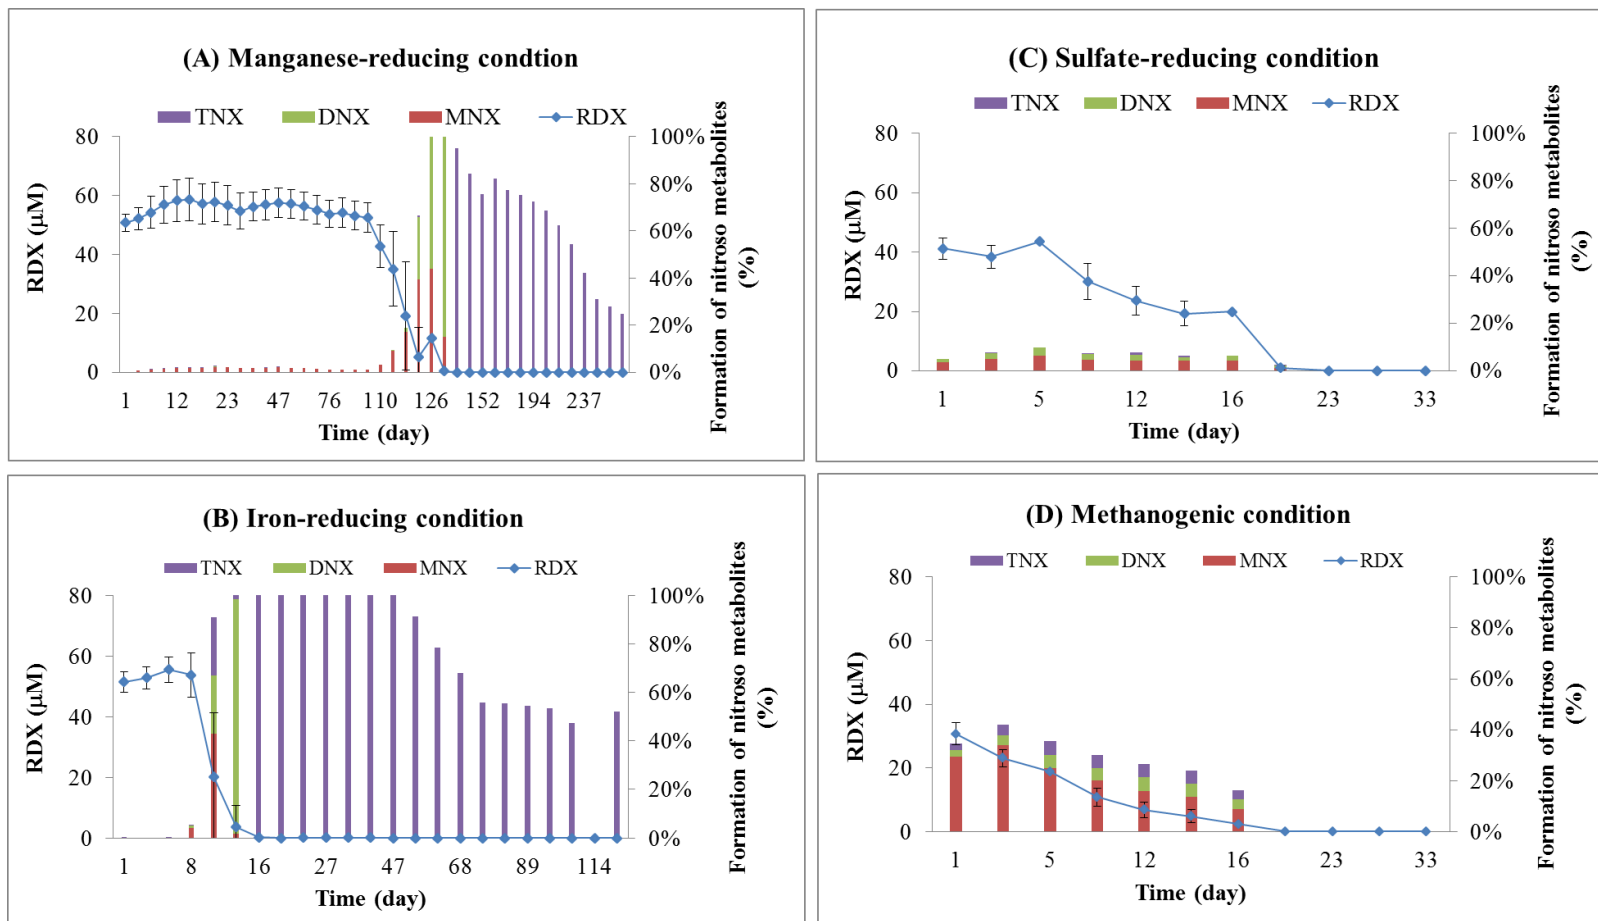 (A) Manganese-reducing condtion
TNX DNX MNX RDX
80
60
40
20
0
100%
80%
60%
40%
20%
0%
1 12 23 47 76 110 126 152 194 237
RDX (μM)
Formation of nitroso metabolites
(%)
Time (day)
(C) Sulfate-reducing condition
TNX DNX MNX RDX
80
60
40
20
0
100%
80%
60%
40%
20%
0%
1 5 12 16 23 33
RDX (μM)
Formation of nitroso metabolites
(%)
Time (day)
(B) Iron-reducing condition
TNX DNX MNX RDX
80
60
40
20
0
100%
80%
60%
40%
20%
0%
1 8 16 27 47 68 89 114
RDX (μM)
Formation of nitroso metabolites
(%)
Time (day)
(D) Methanogenic condition
TNX DNX MNX RDX
80
60
40
20
0
100%
80%
60%
40%
20%
0%
1 5 12 16 23 33
RDX (μM)
Formation of nitroso metabolites
(%)
Time (day)